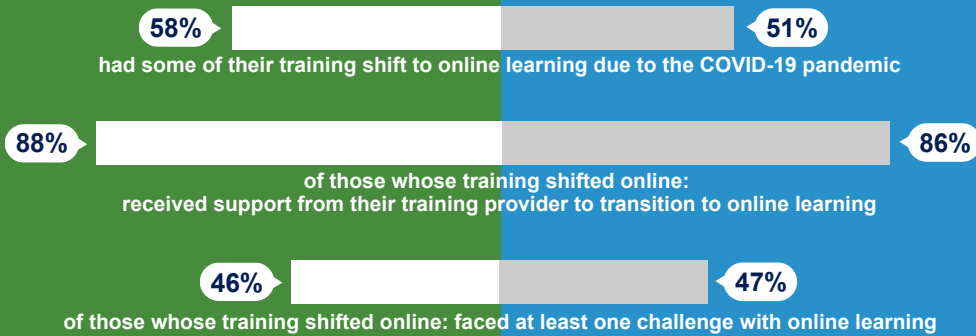 58% 51%
had some of their training shift to online learning due to the COVID-19 pandemic
88% 86%
of those whose training shifted online:
received support from their training provider to transition to online learning
46% 47%
of those whose training shifted online: faced at least one challenge with online learning